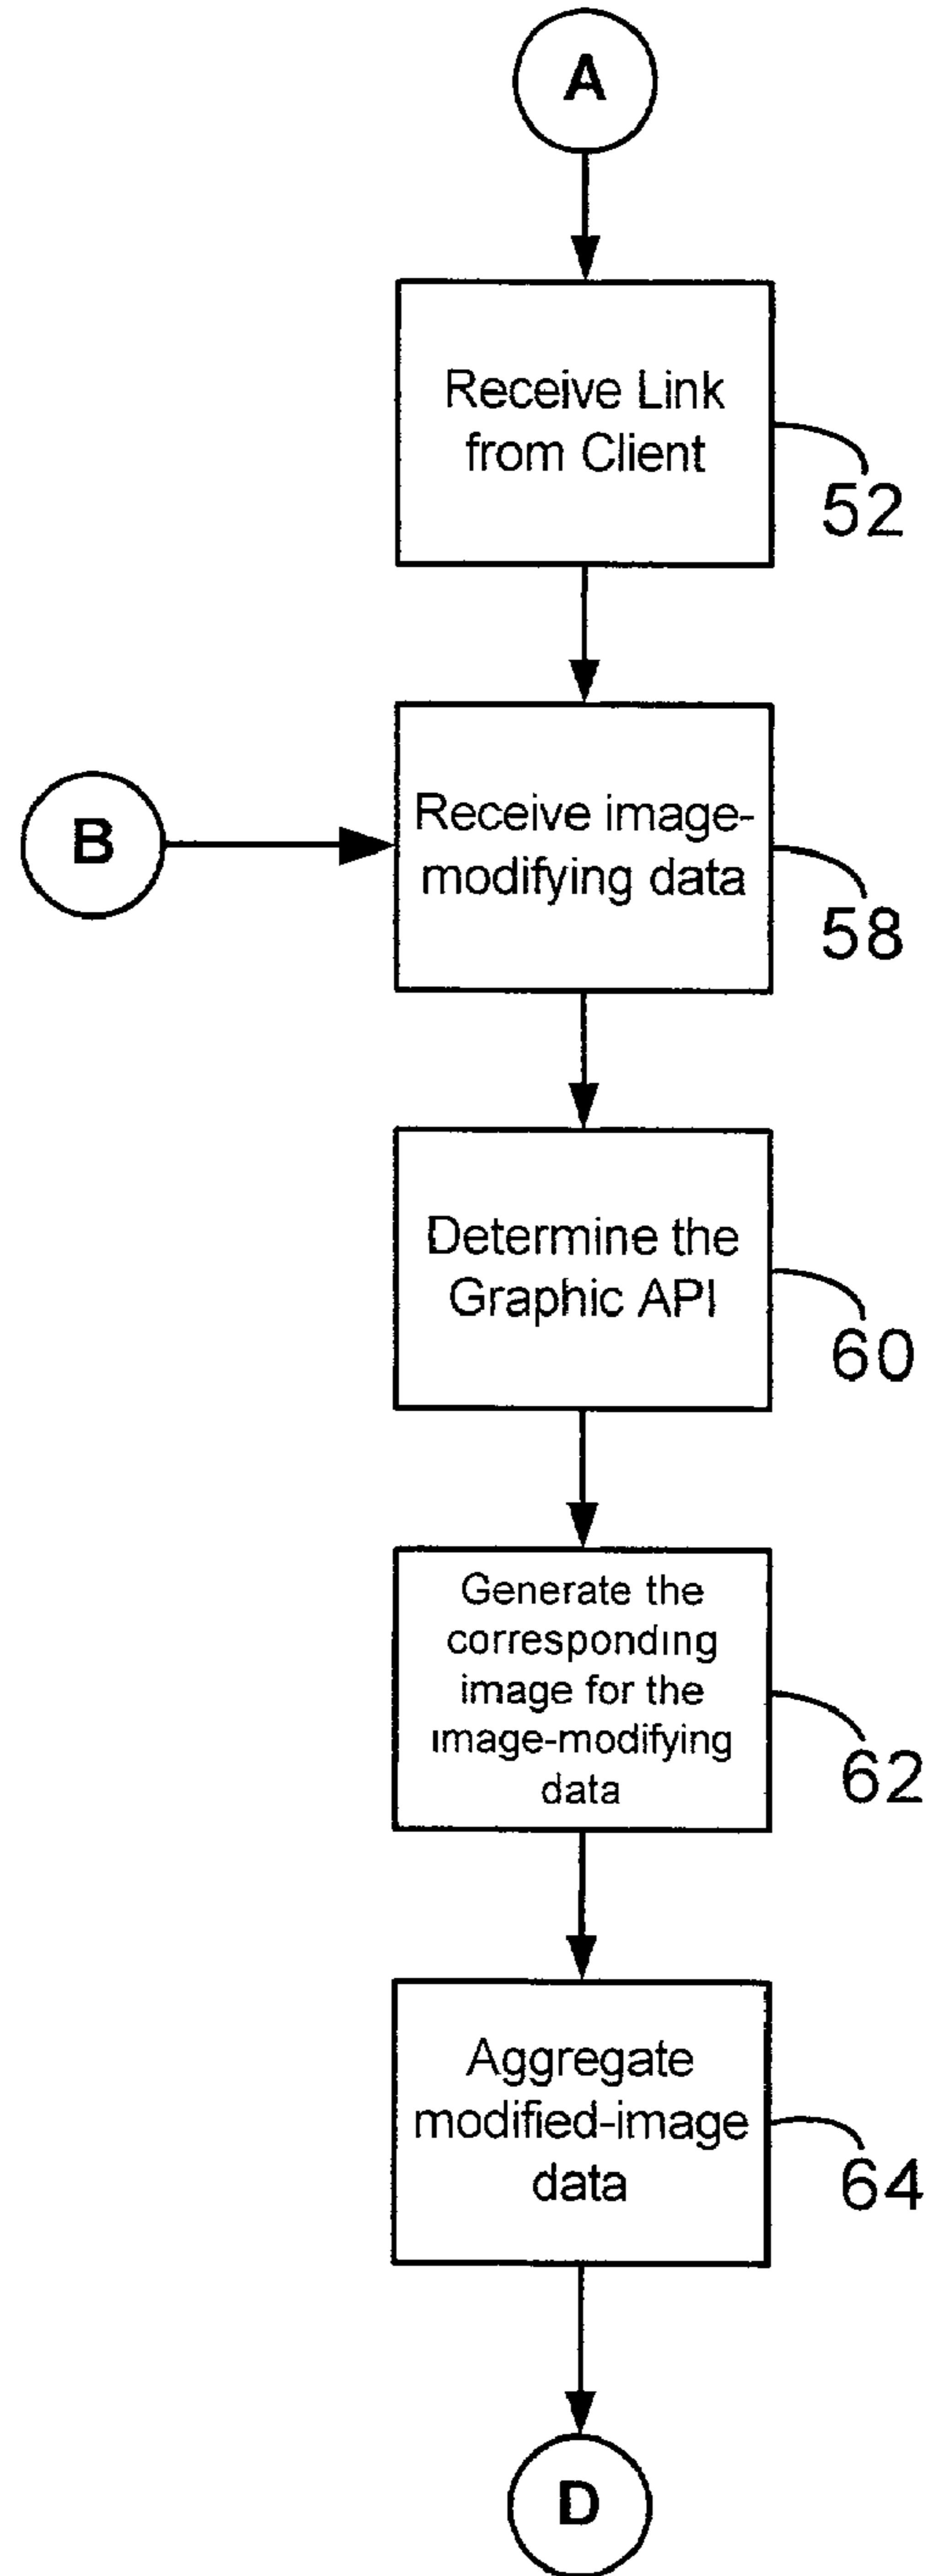 A
Receive Link
from Client
52
B
Receive image-
modifying data
58
Determine the
Graphic API
60
Generate the
corresponding
image for the
image-modifying
data
62
Aggregate
modified-image
data
64
D